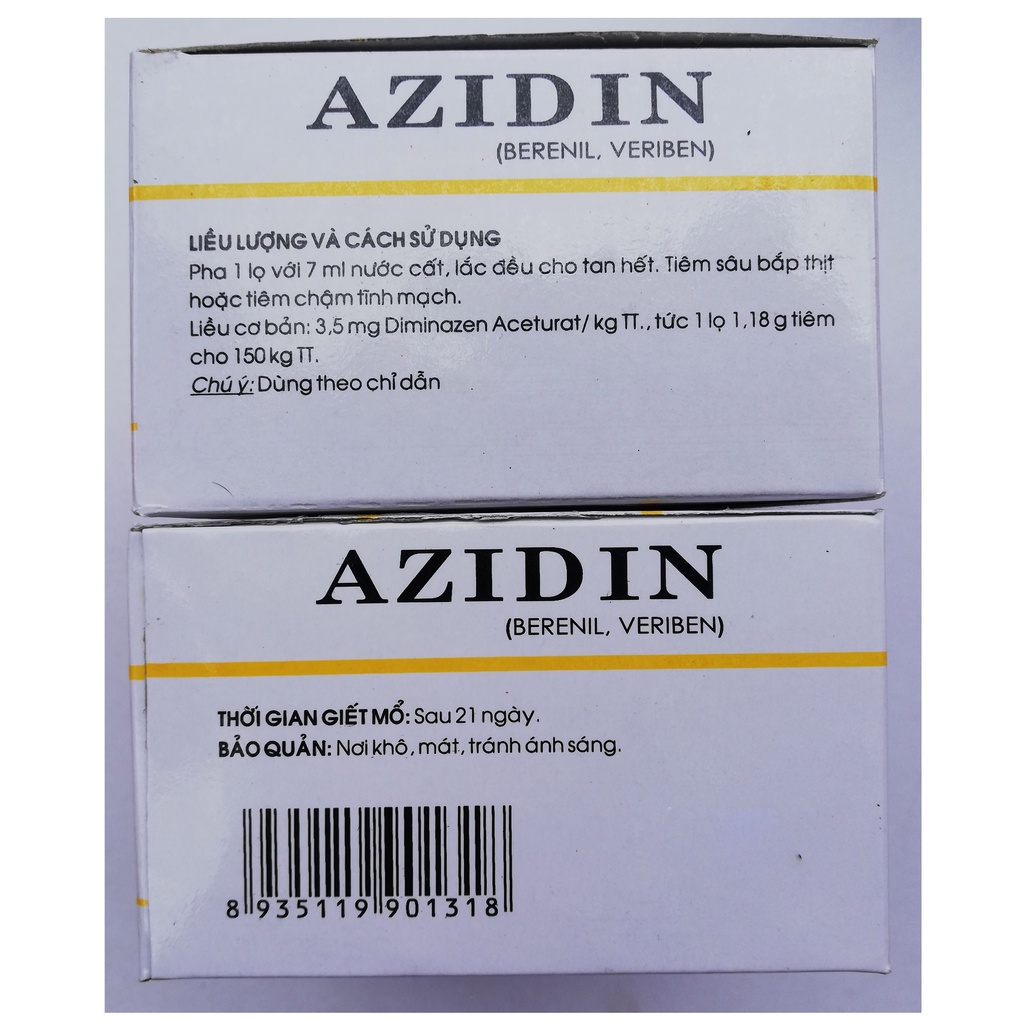 AZIDIN
(BERENIL, VERIBEN)
LIỀU LƯỢNG VÀ CÁCH SỬ DỤNG
Pha 1 lọ với 7 ml nước cất, lắc đều cho tan hết. Tiêm sâu bắp thịt
hoặc tiêm chậm tĩnh mạch.
Liều cơ bản: 3,5 mg Diminazen Aceturat/ kg TT., tức 1 lọ 1,18 g tiêm
cho 150 kg TT.
Chú ý: Dùng theo chỉ dẫn
AZIDIN
(BERENIL, VERIBEN)
THỜI GIAN GIẾT MỔ: Sau 21 ngày.
BẢO QUẢN: Nơi khô, mát, tránh ánh sáng.
8 935119 901318